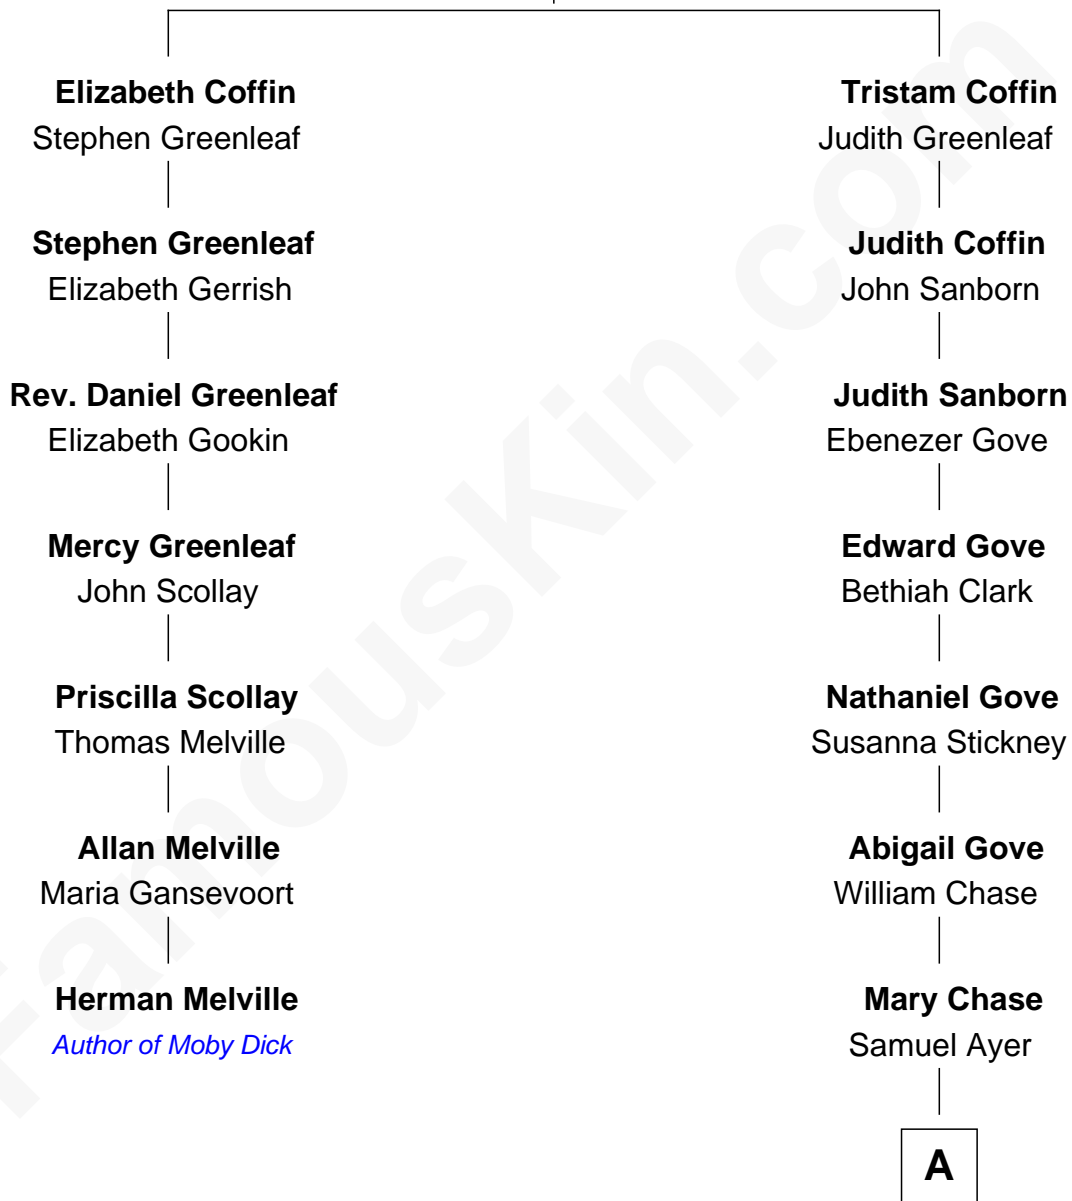 Elizabeth Coffin
Stephen Greenleaf
Stephen Greenleaf
Elizabeth Gerrish
Rev. Daniel Greenleaf
Elizabeth Gookin
Mercy Greenleaf
John Scollay
Priscilla Scollay
Thomas Melville
Allan Melville
Maria Gansevoort
Herman Melville
Author of Moby Dick
Tristam Coffin
Judith Greenleaf
Judith Coffin
John Sanborn
Judith Sanborn
Ebenezer Gove
Edward Gove
Bethiah Clark
Nathaniel Gove
Susanna Stickney
Abigail Gove
William Chase
Mary Chase
Samuel Ayer
A
FamousKin.com